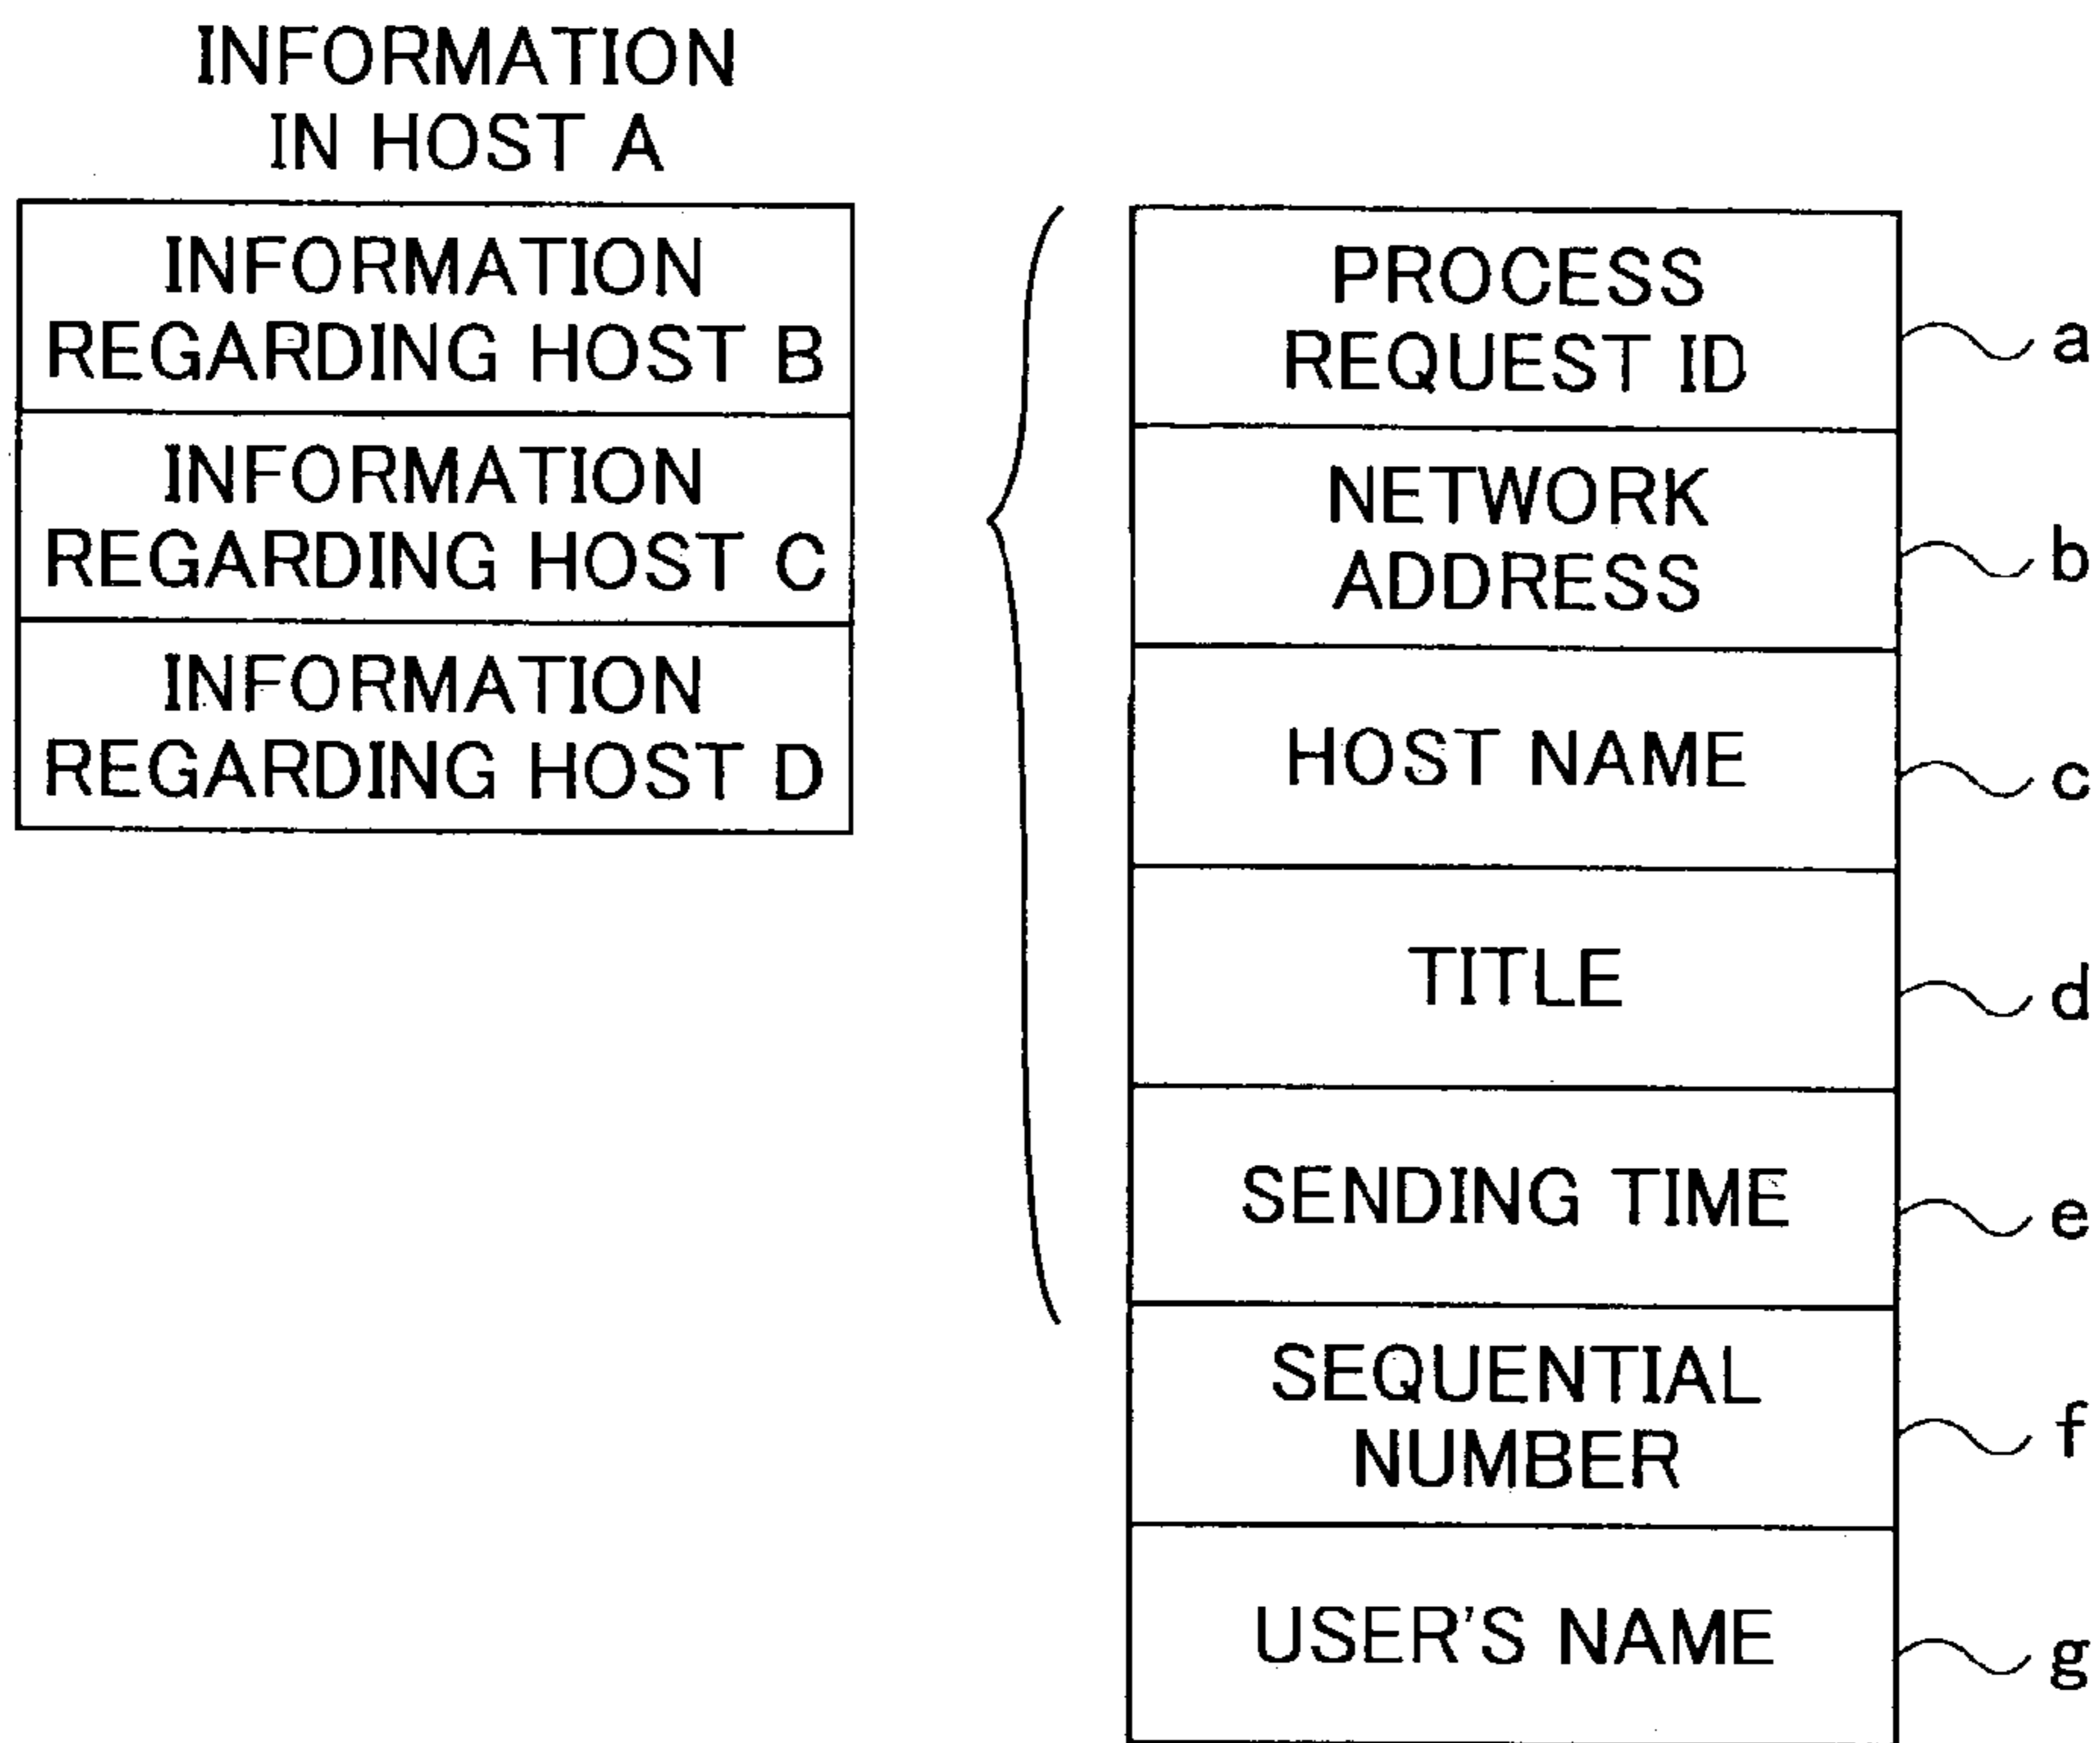 INFORMATION
IN HOST A
INFORMATION
REGARDING HOST B
INFORMATION
REGARDING HOST C
INFORMATION
REGARDING HOST D
PROCESS
REQUEST ID
a
NETWORK
ADDRESS
b
HOST NAME
c
TITLE
d
SENDING TIME
e
SEQUENTIAL
NUMBER
f
USER'S NAME
g